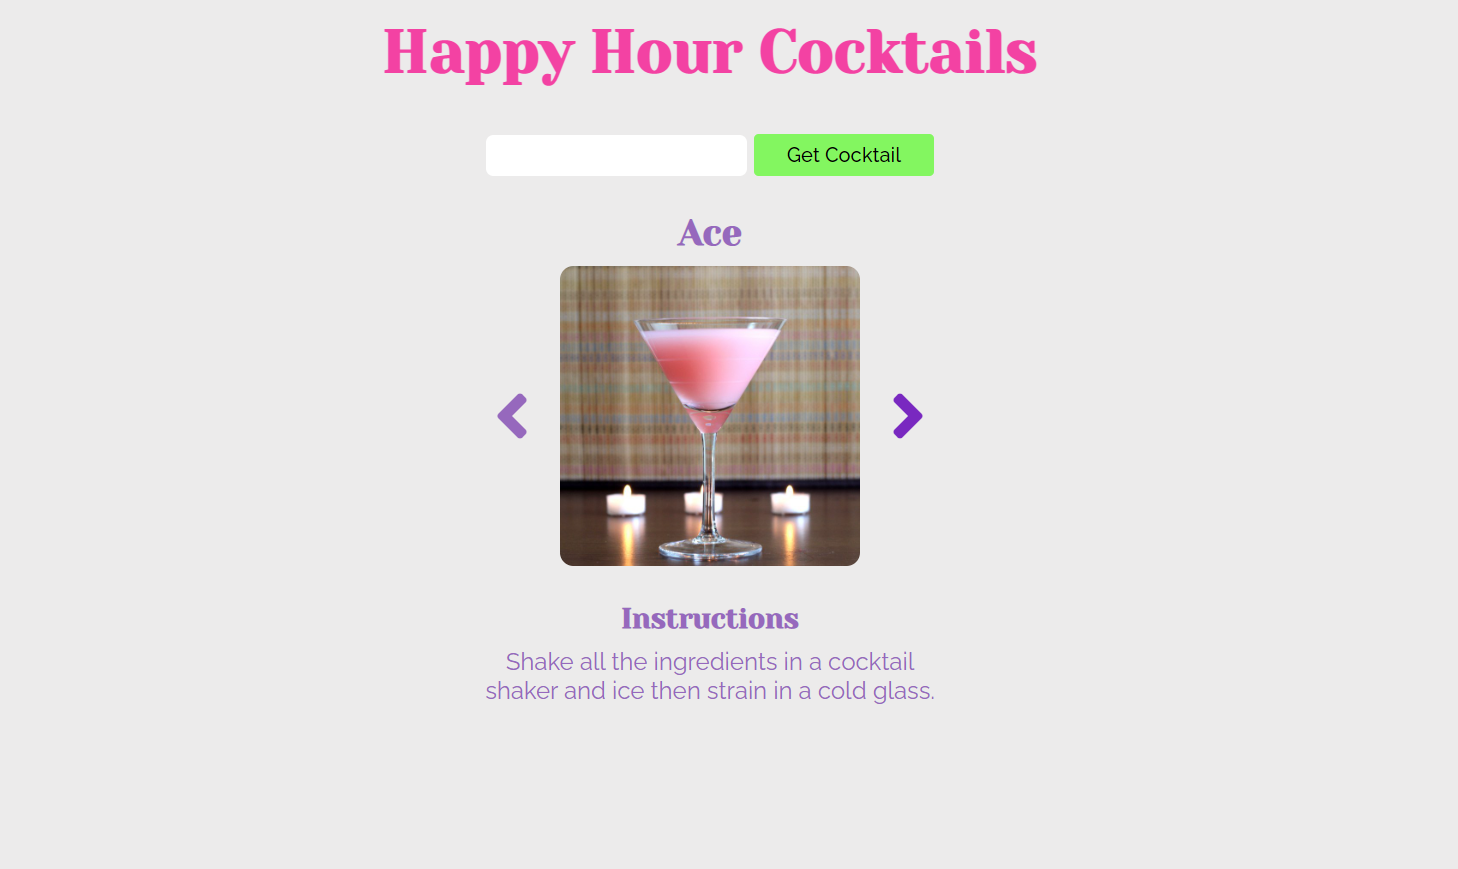 Happy Hour Cocktails
Get Cocktail
Ace
Instructions
Shake all the ingredients in a cocktail
shaker and ice then strain in a cold glass.